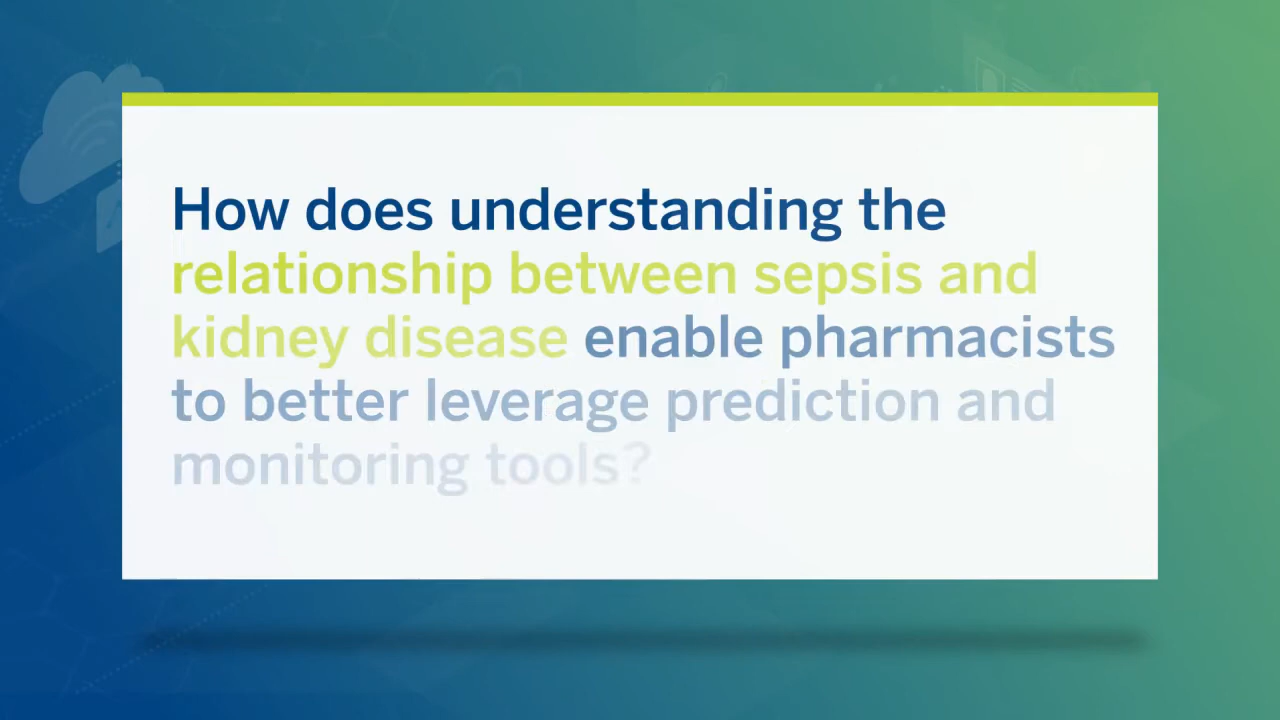 How does understanding the
relationship between sepsis and
kidney disease enable pharmacists
to better leverage prediction and
monitoring tools?